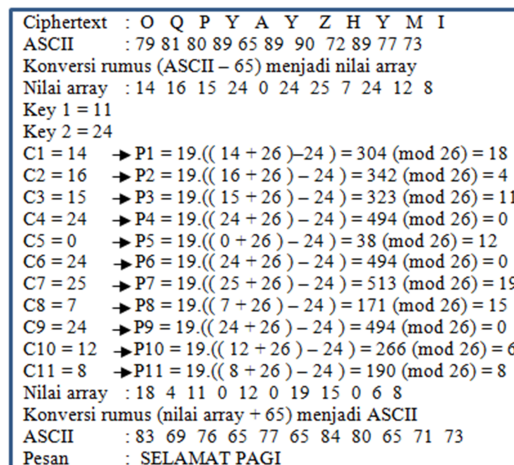 Ciphertext : O Q P Y A Y Z H Y M I
ASCII : 79 81 80 89 65 89 90 72 89 77 73
Konversi rumus (ASCII – 65) menjadi nilai array
Nilai array : 14 16 15 24 0 24 25 7 24 12 8
Key 1 = 11
Key 2 = 24
C1 = 14 → P1 = 19.(( 14 + 26 )–24 ) = 304 (mod 26) = 18
C2 = 16 → P2 = 19.(( 16 + 26 ) – 24 ) = 342 (mod 26) = 4
C3 = 15 → P3 = 19.(( 15 + 26 ) – 24 ) = 323 (mod 26) = 11
C4 = 24 → P4 = 19.(( 24 + 26 ) – 24 ) = 494 (mod 26) = 0
C5 = 0 → P5 = 19.(( 0 + 26 ) – 24 ) = 38 (mod 26) = 12
C6 = 24 → P6 = 19.(( 24 + 26 ) – 24 ) = 494 (mod 26) = 0
C7 = 25 → P7 = 19.(( 25 + 26 ) – 24 ) = 513 (mod 26) = 19
C8 = 7 → P8 = 19.(( 7 + 26 ) – 24 ) = 171 (mod 26) = 15
C9 = 24 → P9 = 19.(( 24 + 26 ) – 24 ) = 494 (mod 26) = 0
C10 = 12 → P10 = 19.(( 12 + 26 ) – 24 ) = 266 (mod 26) = 6
C11 = 8 → P11 = 19.(( 8 + 26 ) – 24 ) = 190 (mod 26) = 8
Nilai array : 18 4 11 0 12 0 19 15 0 6 8
Konversi rumus (nilai array + 65) menjadi ASCII
ASCII : 83 69 76 65 77 65 84 80 65 71 73
Pesan : SELAMAT PAGI